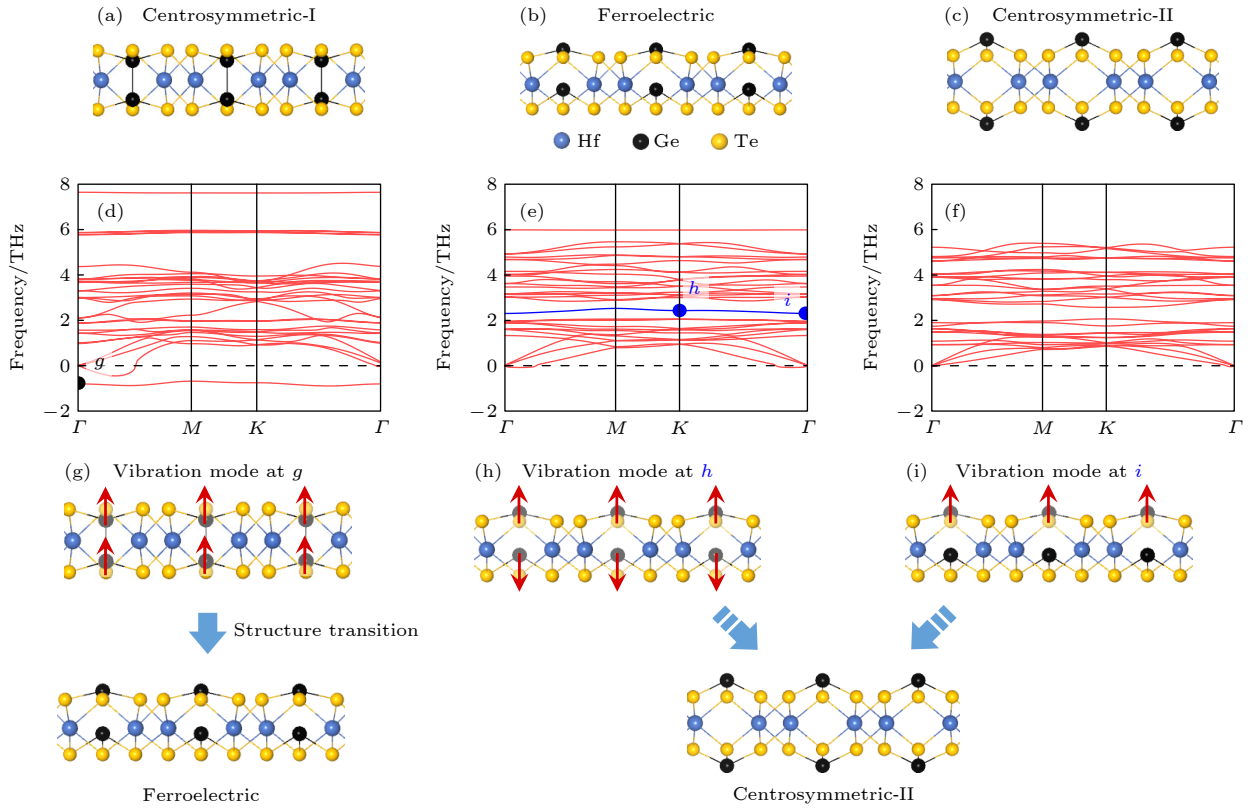 (a) Centrosymmetric-I
(b) Ferroelectric
(c) Centrosymmetric-II
Hf Ge Te
(d)
Frequency/THz
8
6
4
2
0
−2
g
Γ M K Γ
(e)
Frequency/THz
8
6
4
2
0
−2
h
i
Γ M K Γ
(f)
Frequency/THz
8
6
4
2
0
−2
Γ M K Γ
(g) Vibration mode at g
(h) Vibration mode at h
(i) Vibration mode at i
Structure transition
Ferroelectric
Centrosymmetric-II